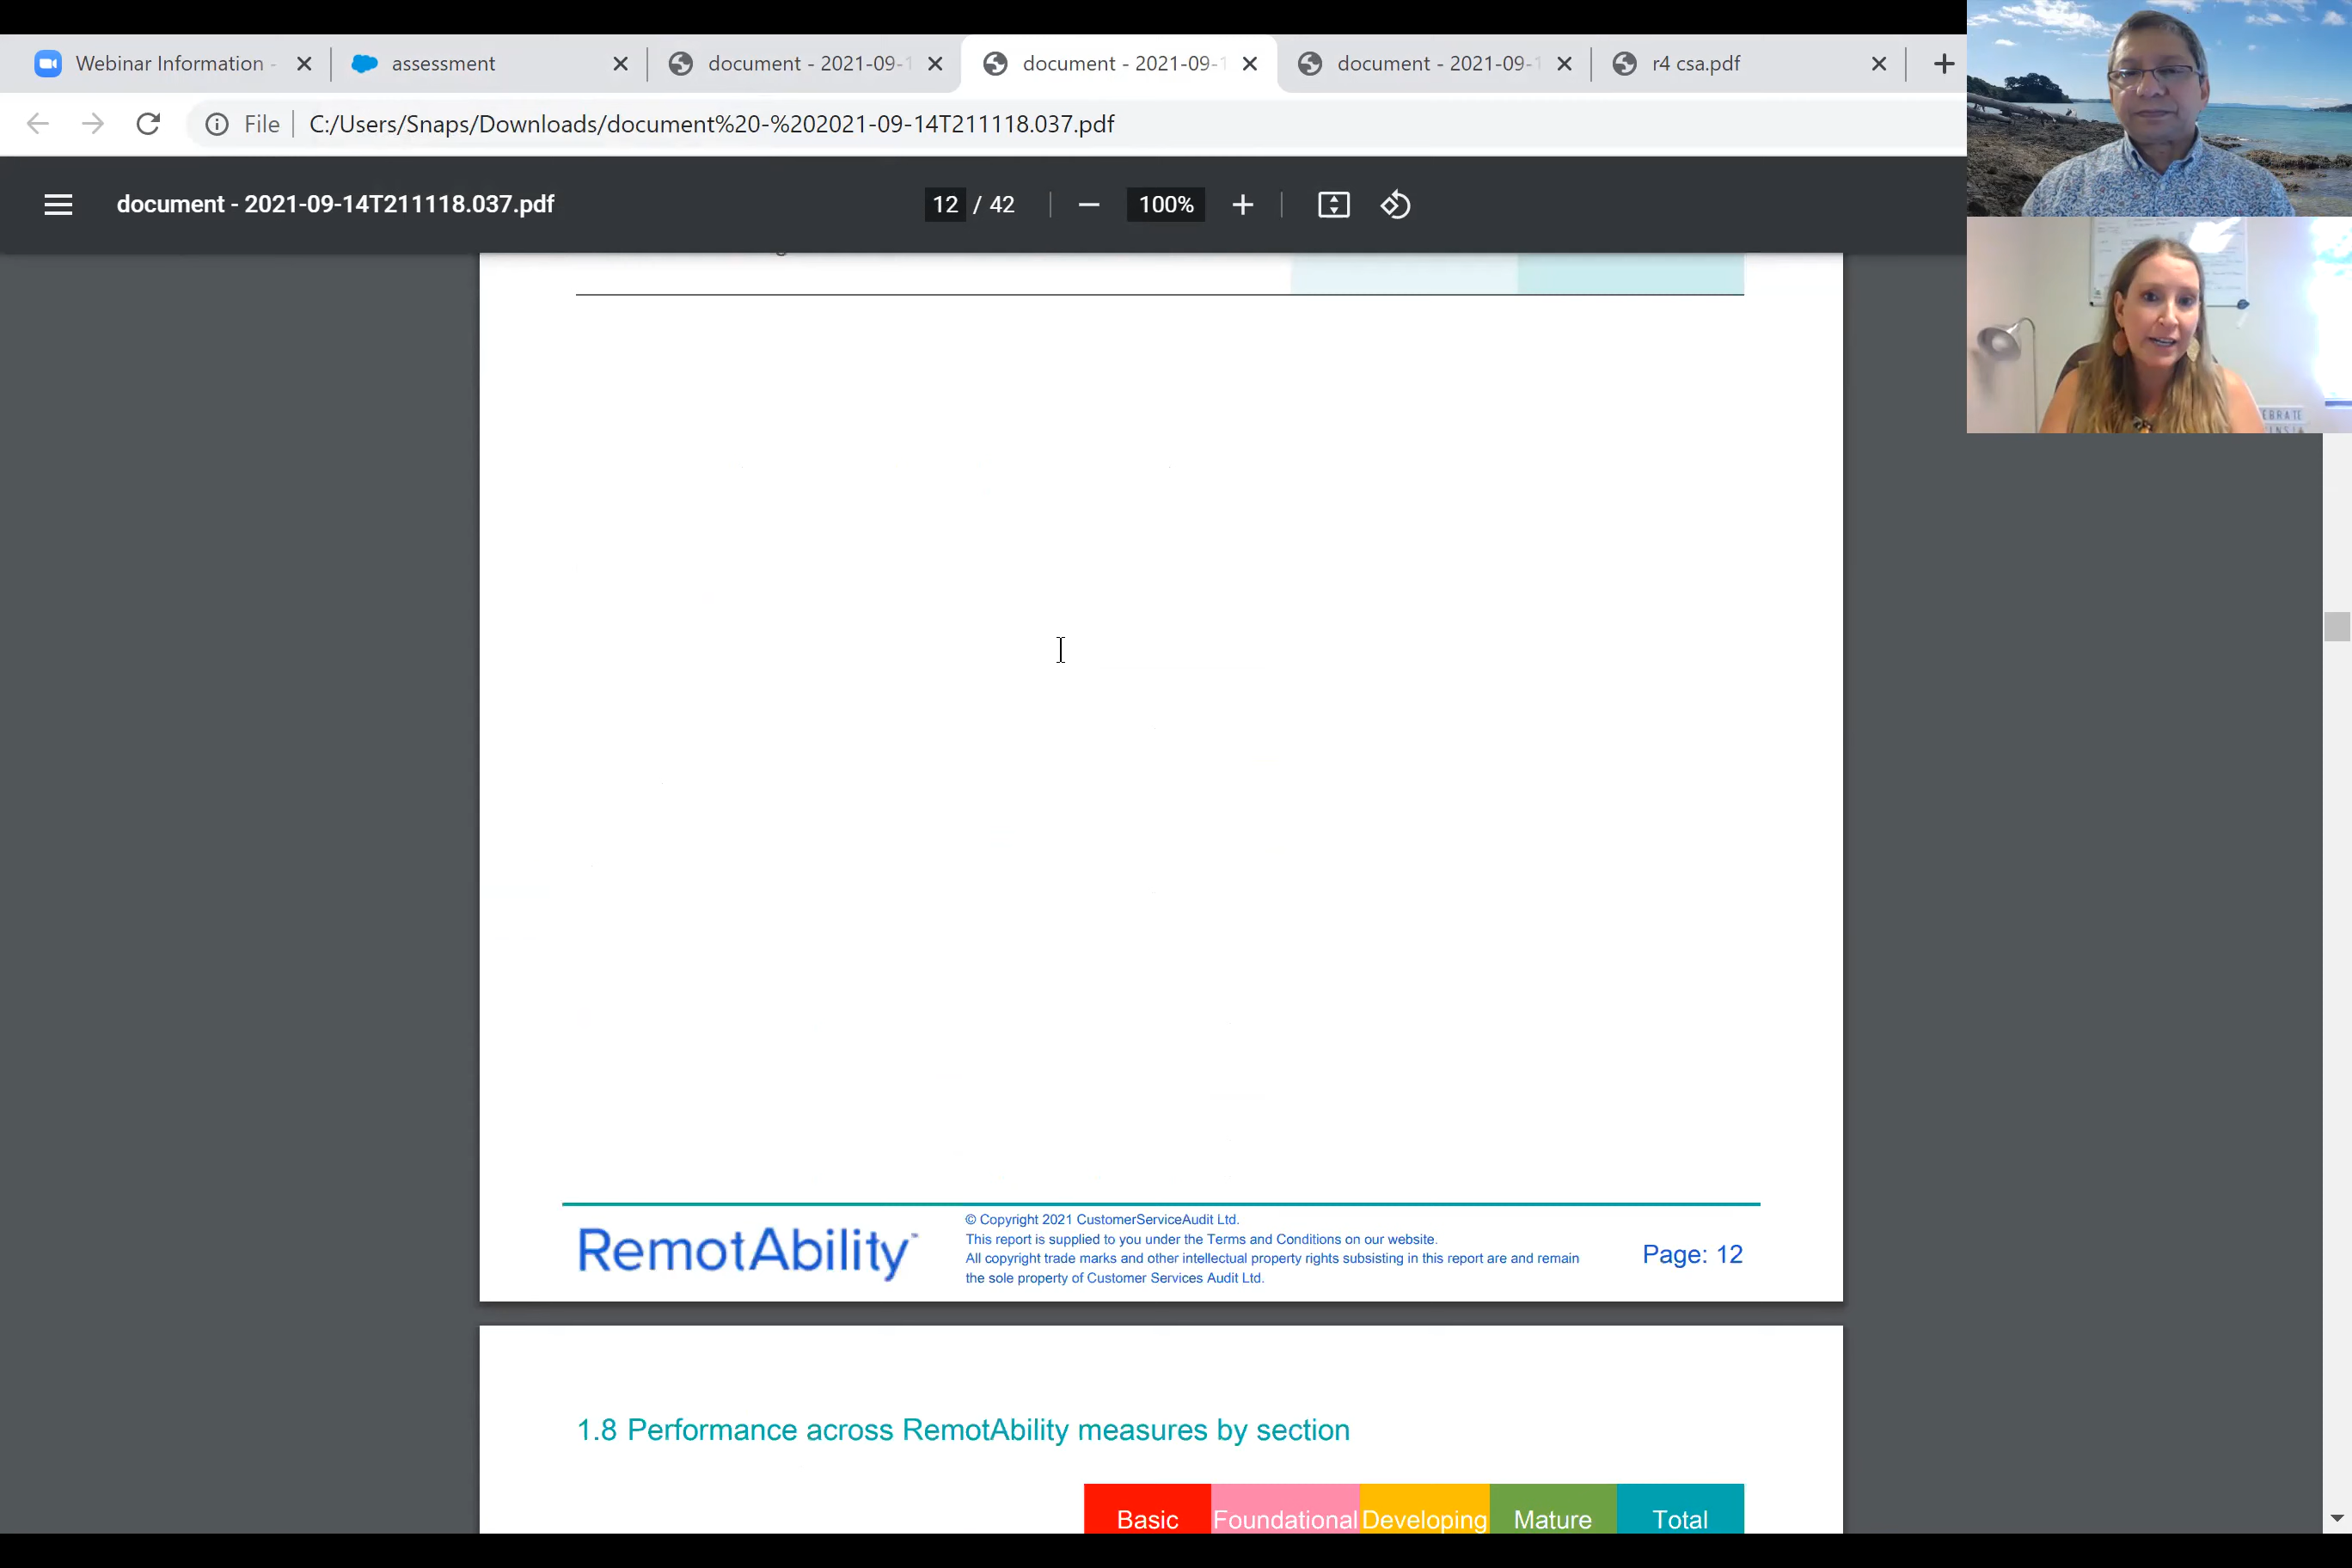 Webinar Information -
assessment
document - 2021-09-1
document - 2021-09-1
document - 2021-09-1
r4 csa.pdf
File
C:/Users/Snaps/Downloads/document%20-%202021-09-14T211118.037.pdf
document - 2021-09-14T211118.037.pdf
12 / 42
100%
RemotAbility™
© Copyright 2021 CustomerServiceAudit Ltd.
This report is supplied to you under the Terms and Conditions on our website.
All copyright trade marks and other intellectual property rights subsisting in this report are and remain
the sole property of Customer Services Audit Ltd.
Page: 12
1.8 Performance across RemotAbility measures by section
Basic
Foundational
Developing
Mature
Total